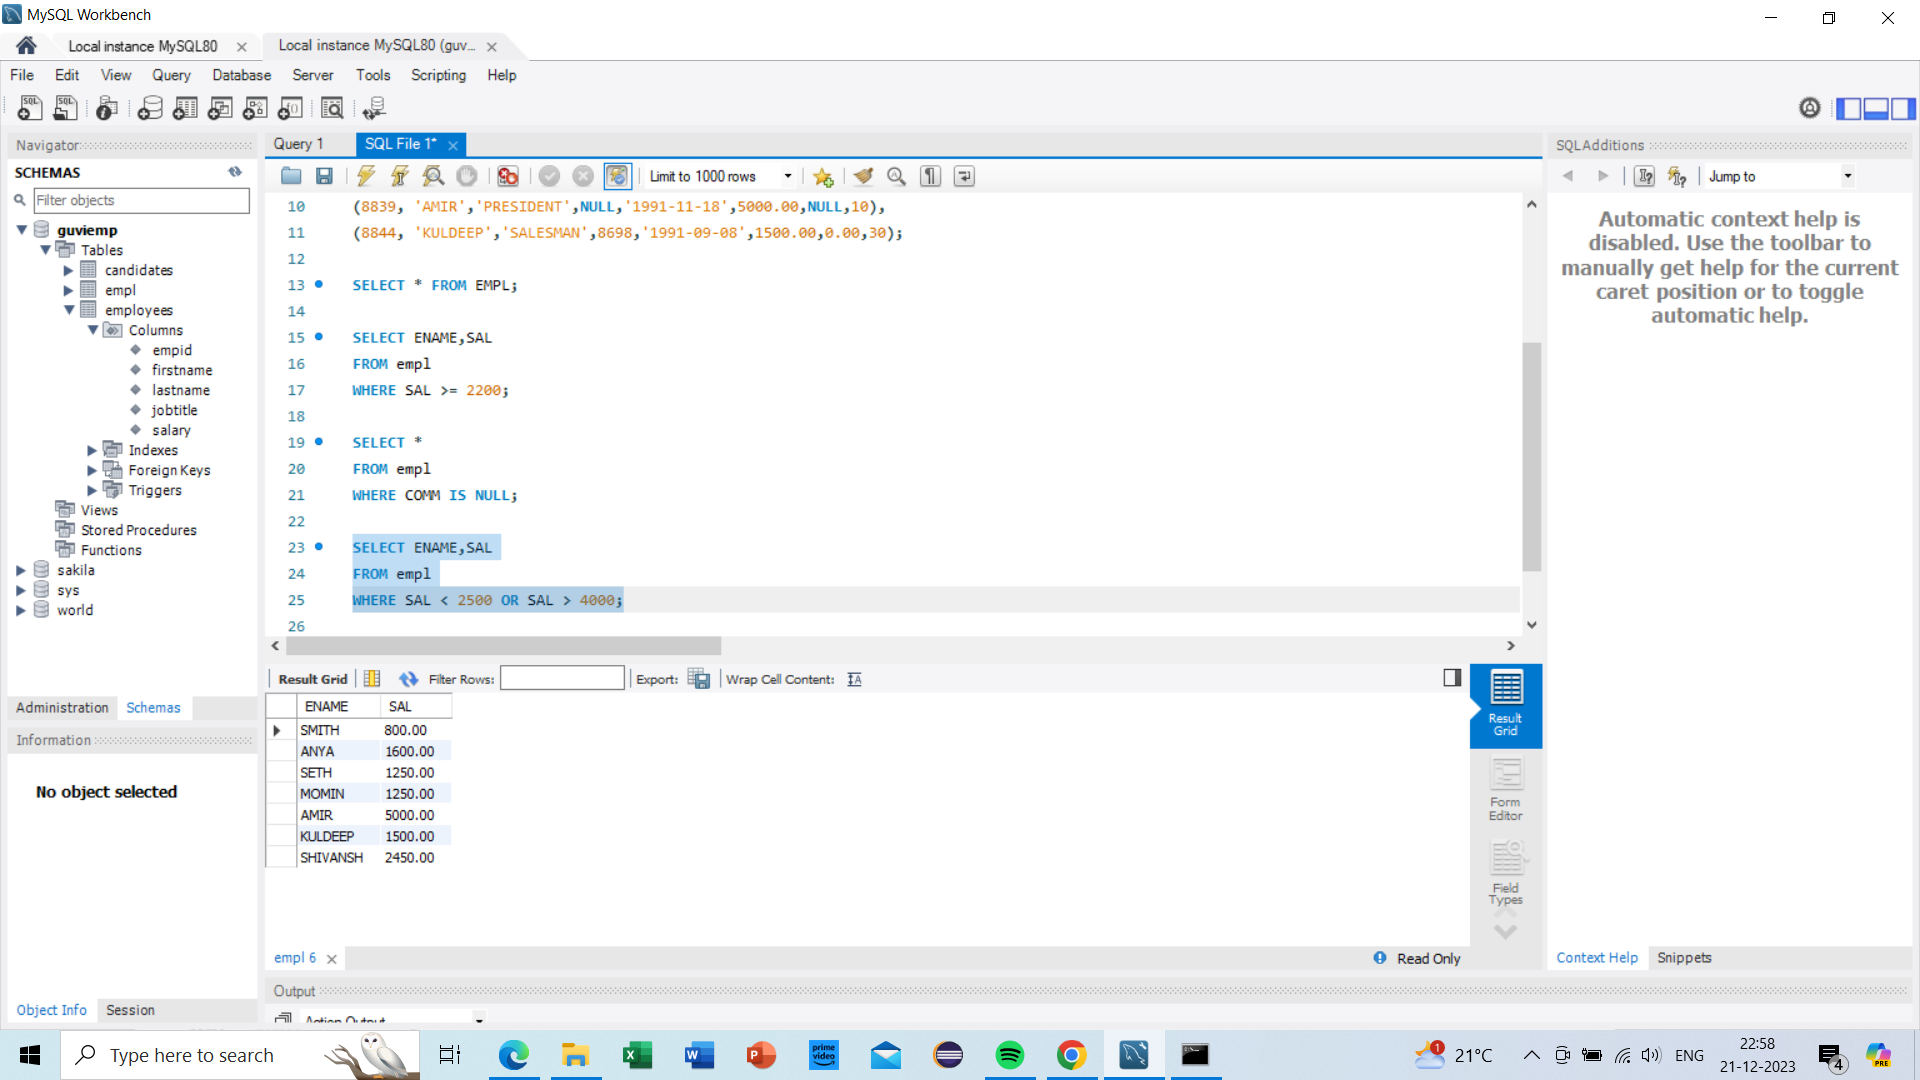 MySQL Workbench
Local instance MySQL80
Local instance MySQL80 (guv...
File Edit View Query Database Server Tools Scripting Help
Navigator
SCHEMAS
Filter objects
guviemp
Tables
candidates
empl
employees
Columns
empid
firstname
lastname
jobtitle
salary
Indexes
Foreign Keys
Triggers
Views
Stored Procedures
Functions
sakila
sys
world
Administration Schemas
Information
No object selected
Object Info Session
Query 1 SQL File 1*
Limit to 1000 rows
10 (8839, 'AMIR','PRESIDENT',NULL,'1991-11-18',5000.00,NULL,10),
11 (8844, 'KULDEEP','SALESMAN',8698,'1991-09-08',1500.00,0.00,30);
12
13 SELECT * FROM EMPL;
14
15 SELECT ENAME,SAL
16 FROM empl
17 WHERE SAL >= 2200;
18
19 SELECT *
20 FROM empl
21 WHERE COMM IS NULL;
22
23 SELECT ENAME,SAL
24 FROM empl
25 WHERE SAL < 2500 OR SAL > 4000;
26
Result Grid Filter Rows: Export: Wrap Cell Content:
ENAME SAL
SMITH 800.00
ANYA 1600.00
SETH 1250.00
MOMIN 1250.00
AMIR 5000.00
KULDEEP 1500.00
SHIVANSH 2450.00
Result
Grid
Form
Editor
Field
Types
empl 6
Read Only
Output
Action Output
SQLAdditions
Jump to
Automatic context help is
disabled. Use the toolbar to
manually get help for the current
caret position or to toggle
automatic help.
Context Help Snippets
Type here to search
prime
video
1
21°C
ENG
22:58
21-12-2023
4
PRE